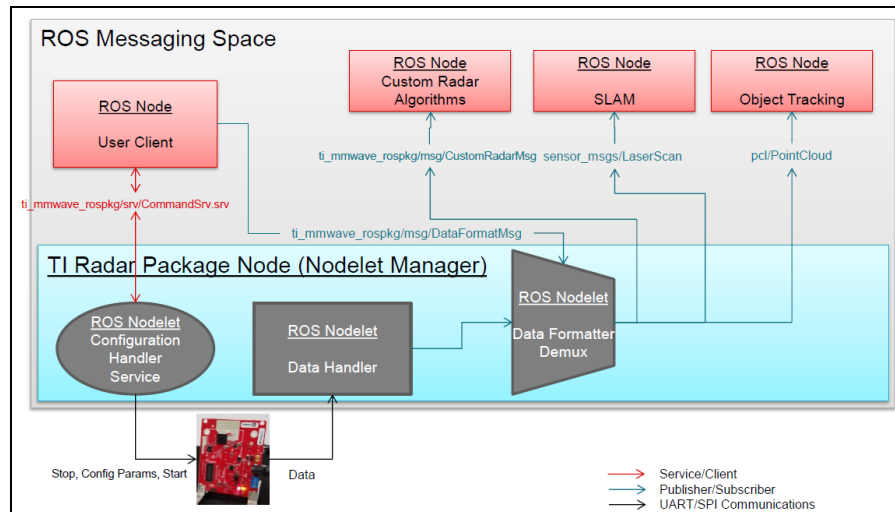 ROS Messaging Space
ROS Node
User Client
ROS Node
Custom Radar
Algorithms
ROS Node
SLAM
ROS Node
Object Tracking
ti_mmwave_rospkg/msg/CustomRadarMsg
sensor_msgs/LaserScan
pcl/PointCloud
ti_mmwave_rospkg/srv/CommandSrv.srv
ti_mmwave_rospkg/msg/DataFormatMsg
TI Radar Package Node (Nodelet Manager)
ROS Nodelet
Configuration
Handler
Service
ROS Nodelet
Data Handler
ROS Nodelet
Data Formatter
Demux
Stop, Config Params, Start
Data
Service/Client
Publisher/Subscriber
UART/SPI Communications